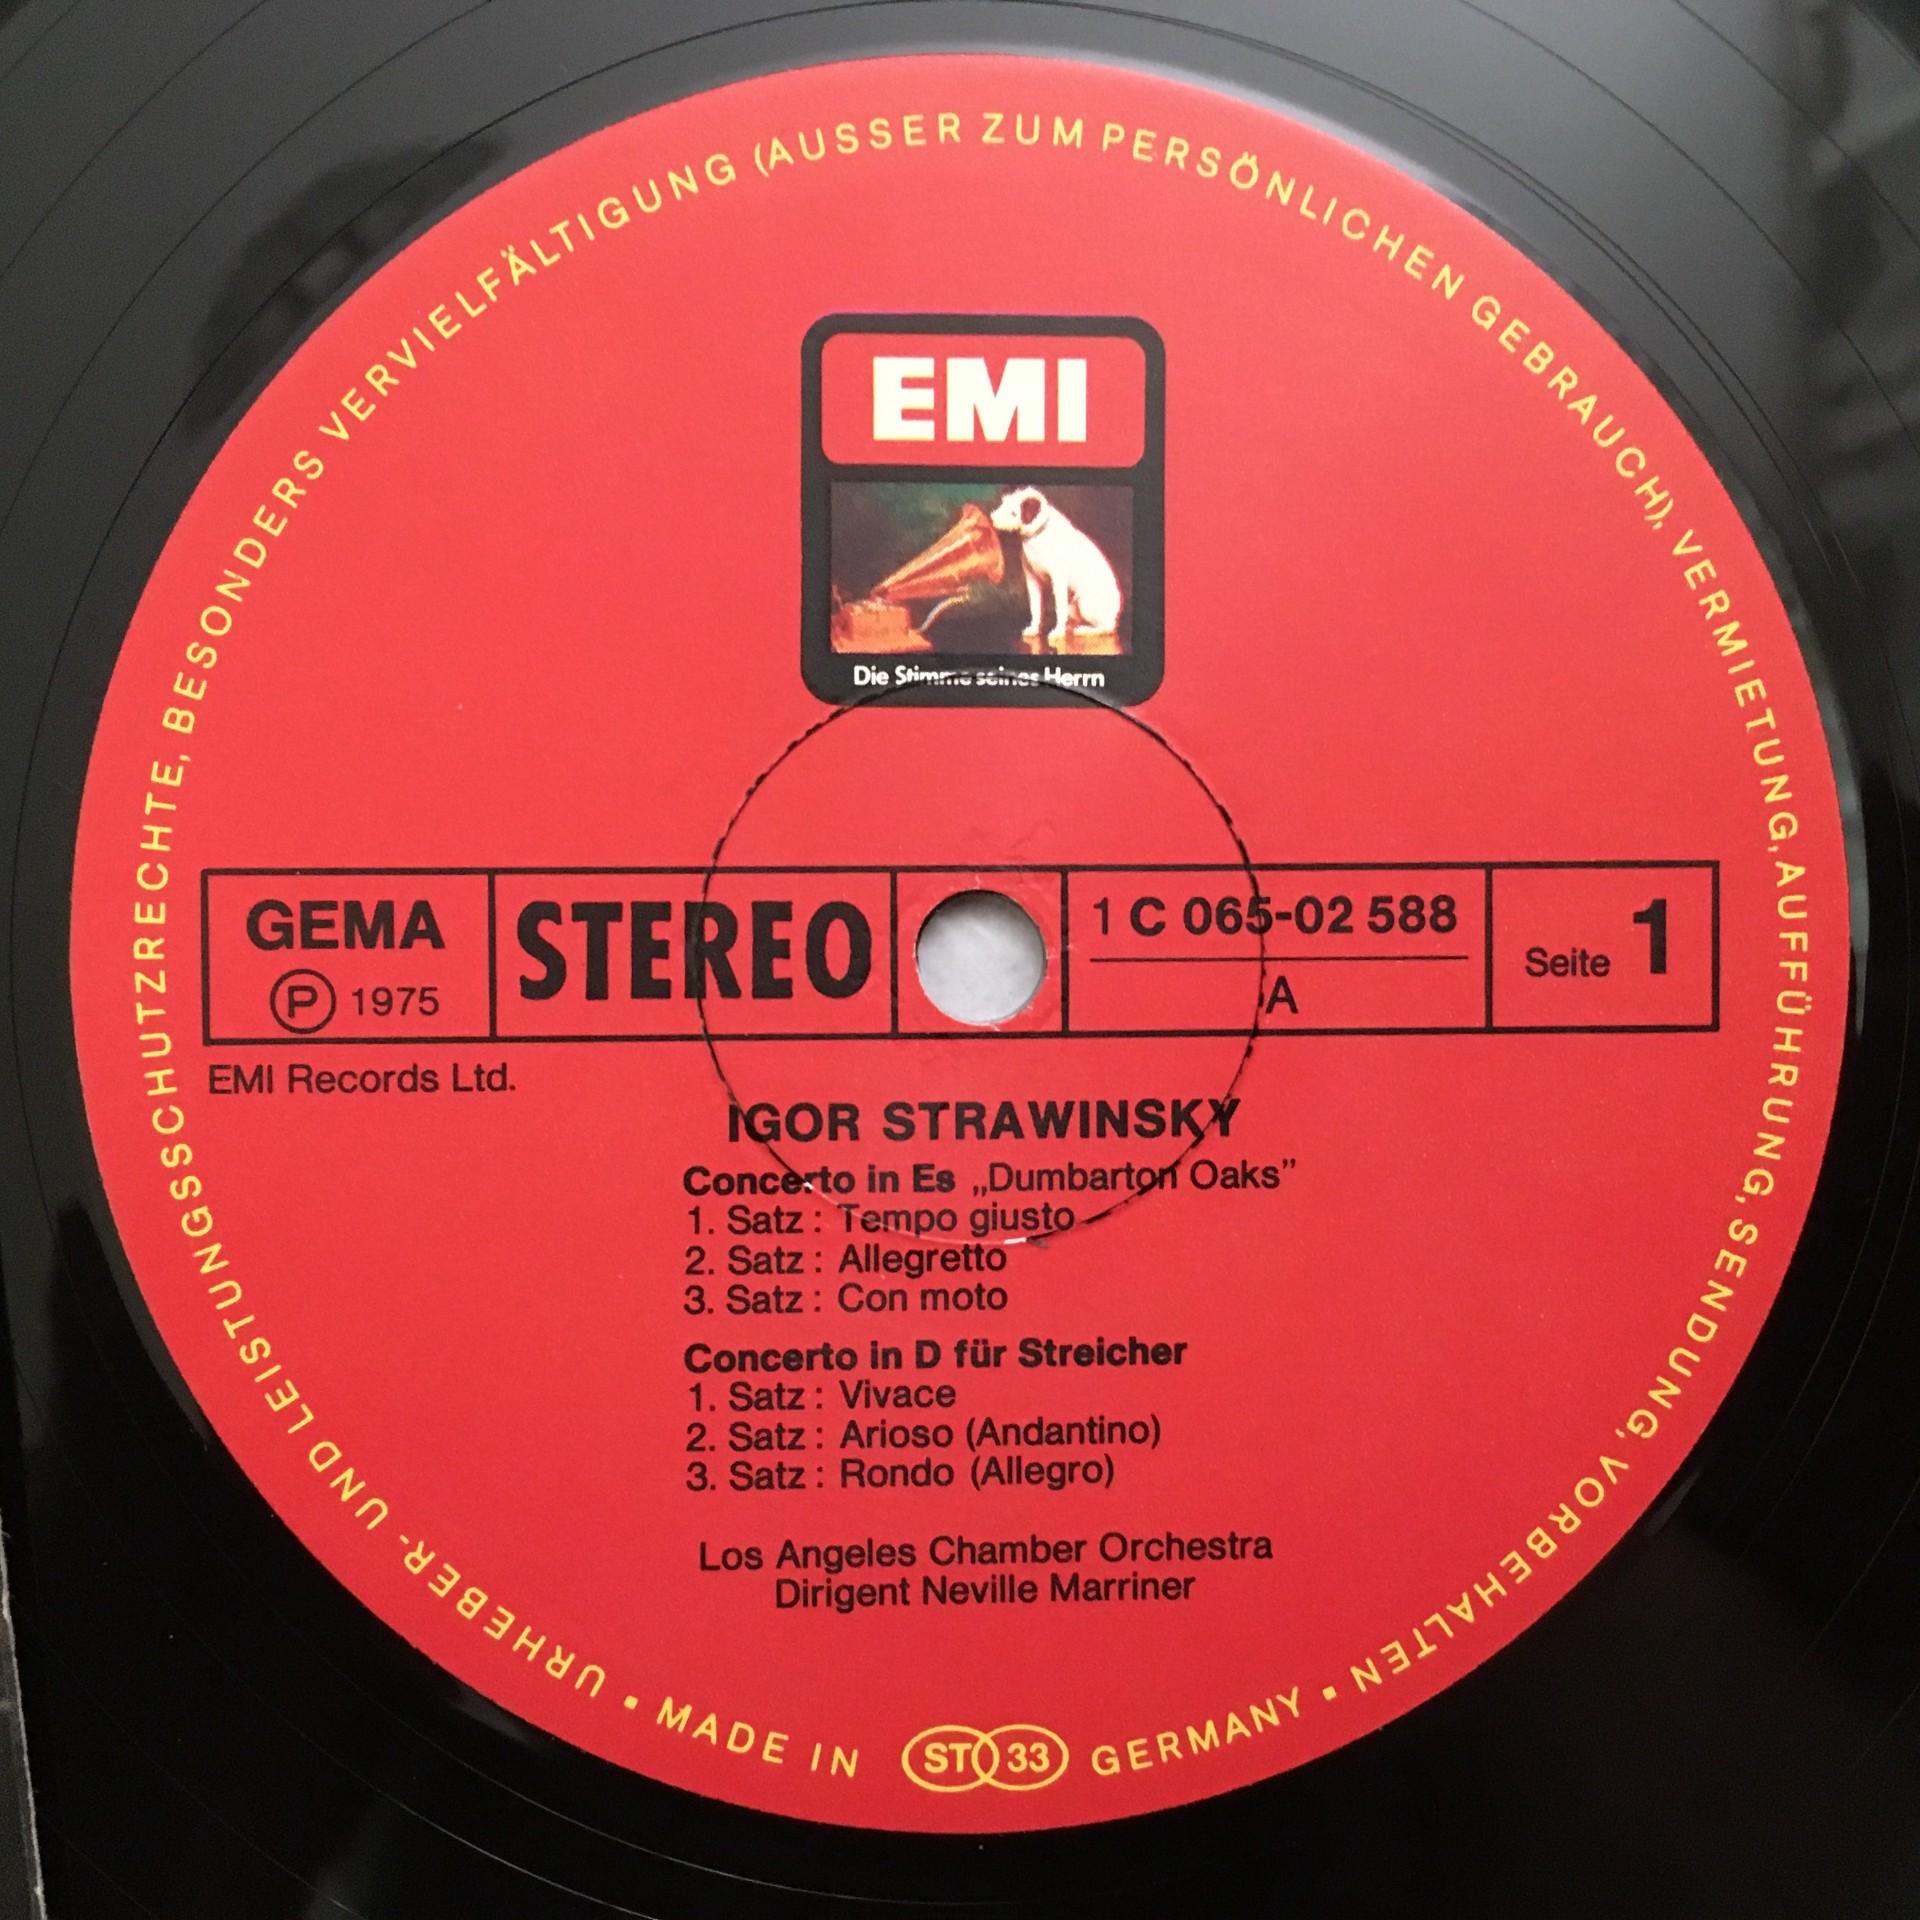 URHEBER- UND LEISTUNGSSCHUTZRECHTE, BESONDERS VERVIELFÄLTIGUNG (AUSSER ZUM PERSÖNLICHEN GEBRAUCH), VERMIETUNG, AUFFÜHRUNG, SENDUNG, VORBEHALTEN •
EMI
Die Stimme seines Herrn
GEMA
℗ 1975
STEREO
1 C 065-02 588
A
Seite 1
EMI Records Ltd.
IGOR STRAWINSKY
Concerto in Es „Dumbarton Oaks”
1. Satz : Tempo giusto
2. Satz : Allegretto
3. Satz : Con moto
Concerto in D für Streicher
1. Satz : Vivace
2. Satz : Arioso (Andantino)
3. Satz : Rondo (Allegro)
Los Angeles Chamber Orchestra
Dirigent Neville Marriner
• MADE IN ST 33 GERMANY